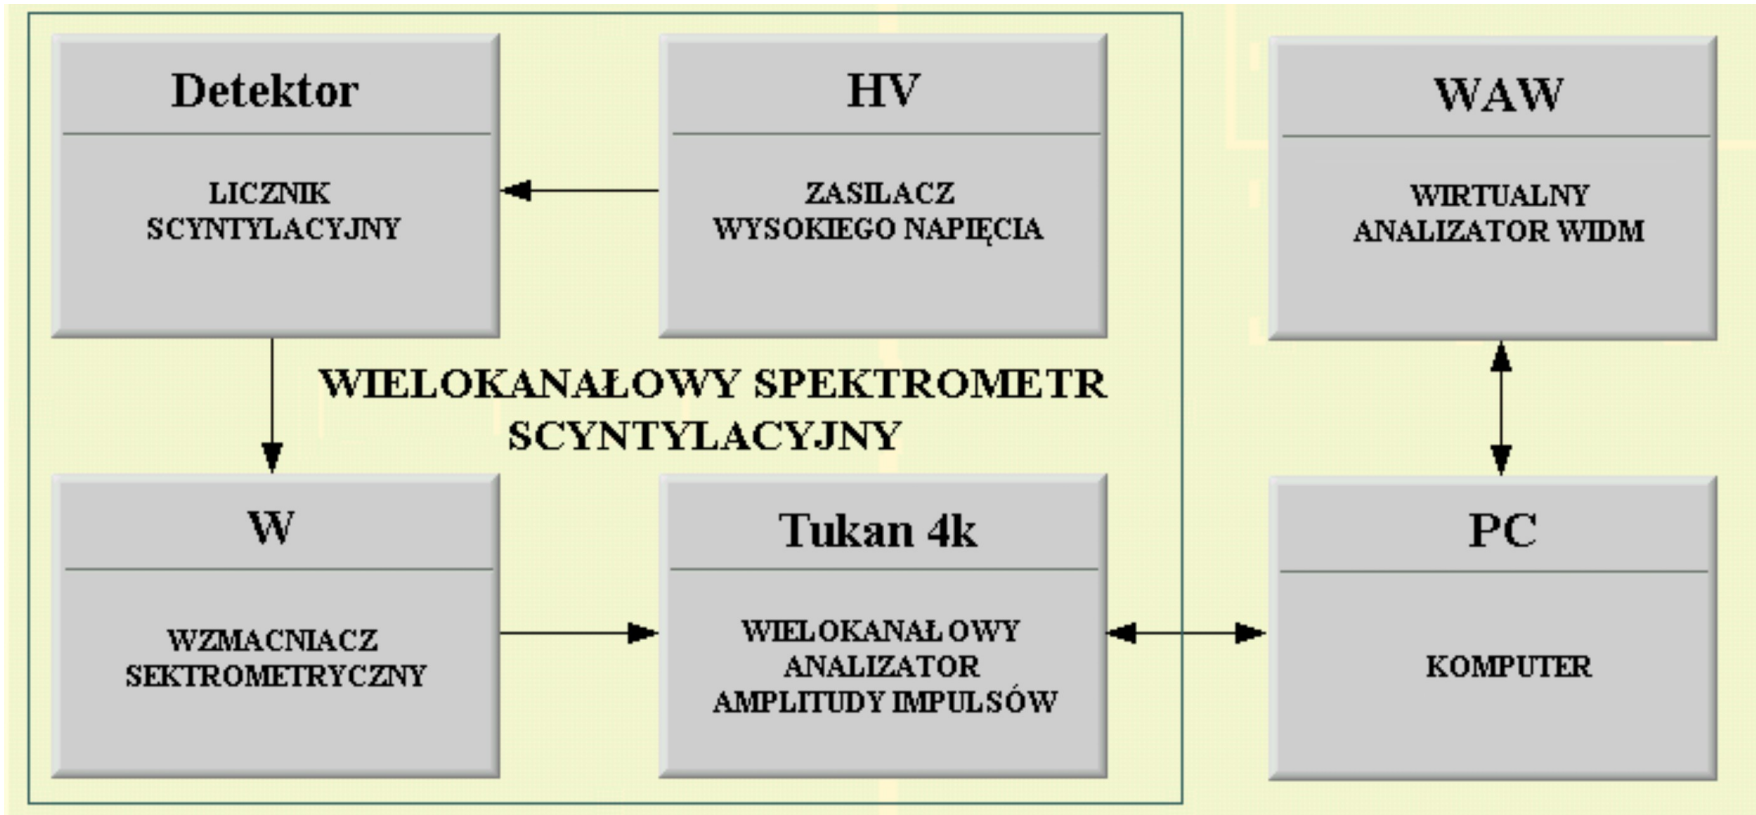 Detektor
LICZNIK
SCYNTYLACYJNY
HV
ZASILACZ
WYSOKIEGO NAPIĘCIA
WAW
WIRTUALNY
ANALIZATOR WIDM
WIELOKANAŁOWY SPEKTROMETR
SCYNTYLACYJNY
W
WZMACNIACZ
SEKTROMETRYCZNY
Tukan 4k
WIELOKANAŁOWY
ANALIZATOR
AMPLITUDY IMPULSÓW
PC
KOMPUTER